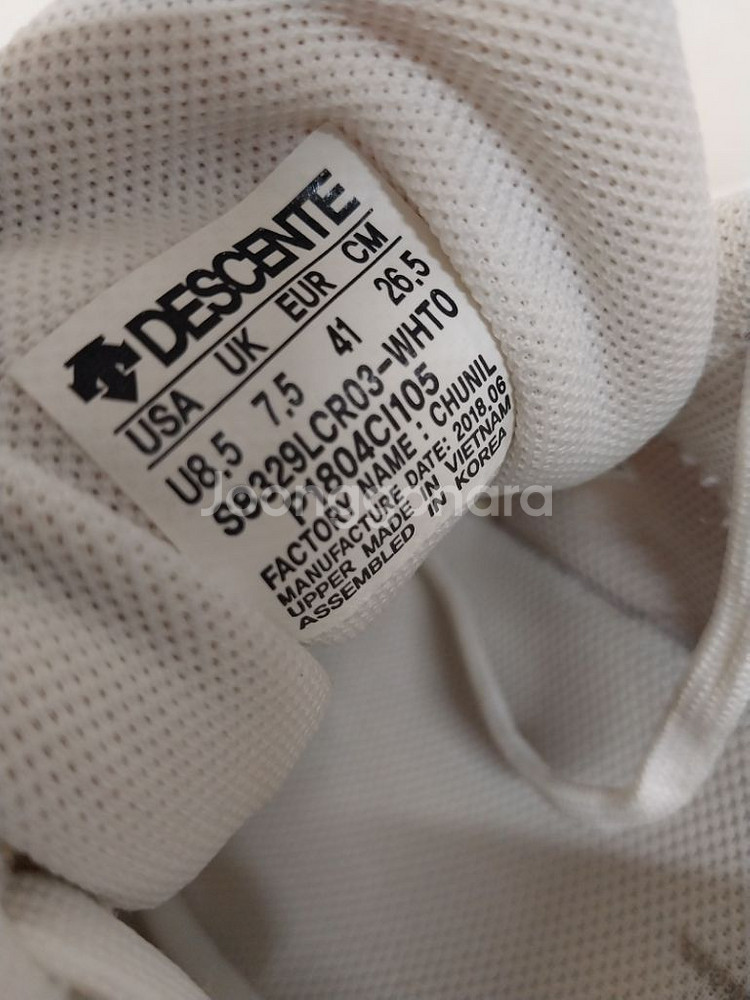 DESCENTE
USA UK EUR CM
U8.5 7.5 41 26.5
S8329LCR03-WHT0
P1804CI105
FACTORY NAME : CHUNIL
MANUFACTURE DATE: 2018.06
UPPER MADE IN VIETNAM
ASSEMBLED IN KOREA
Joongonara